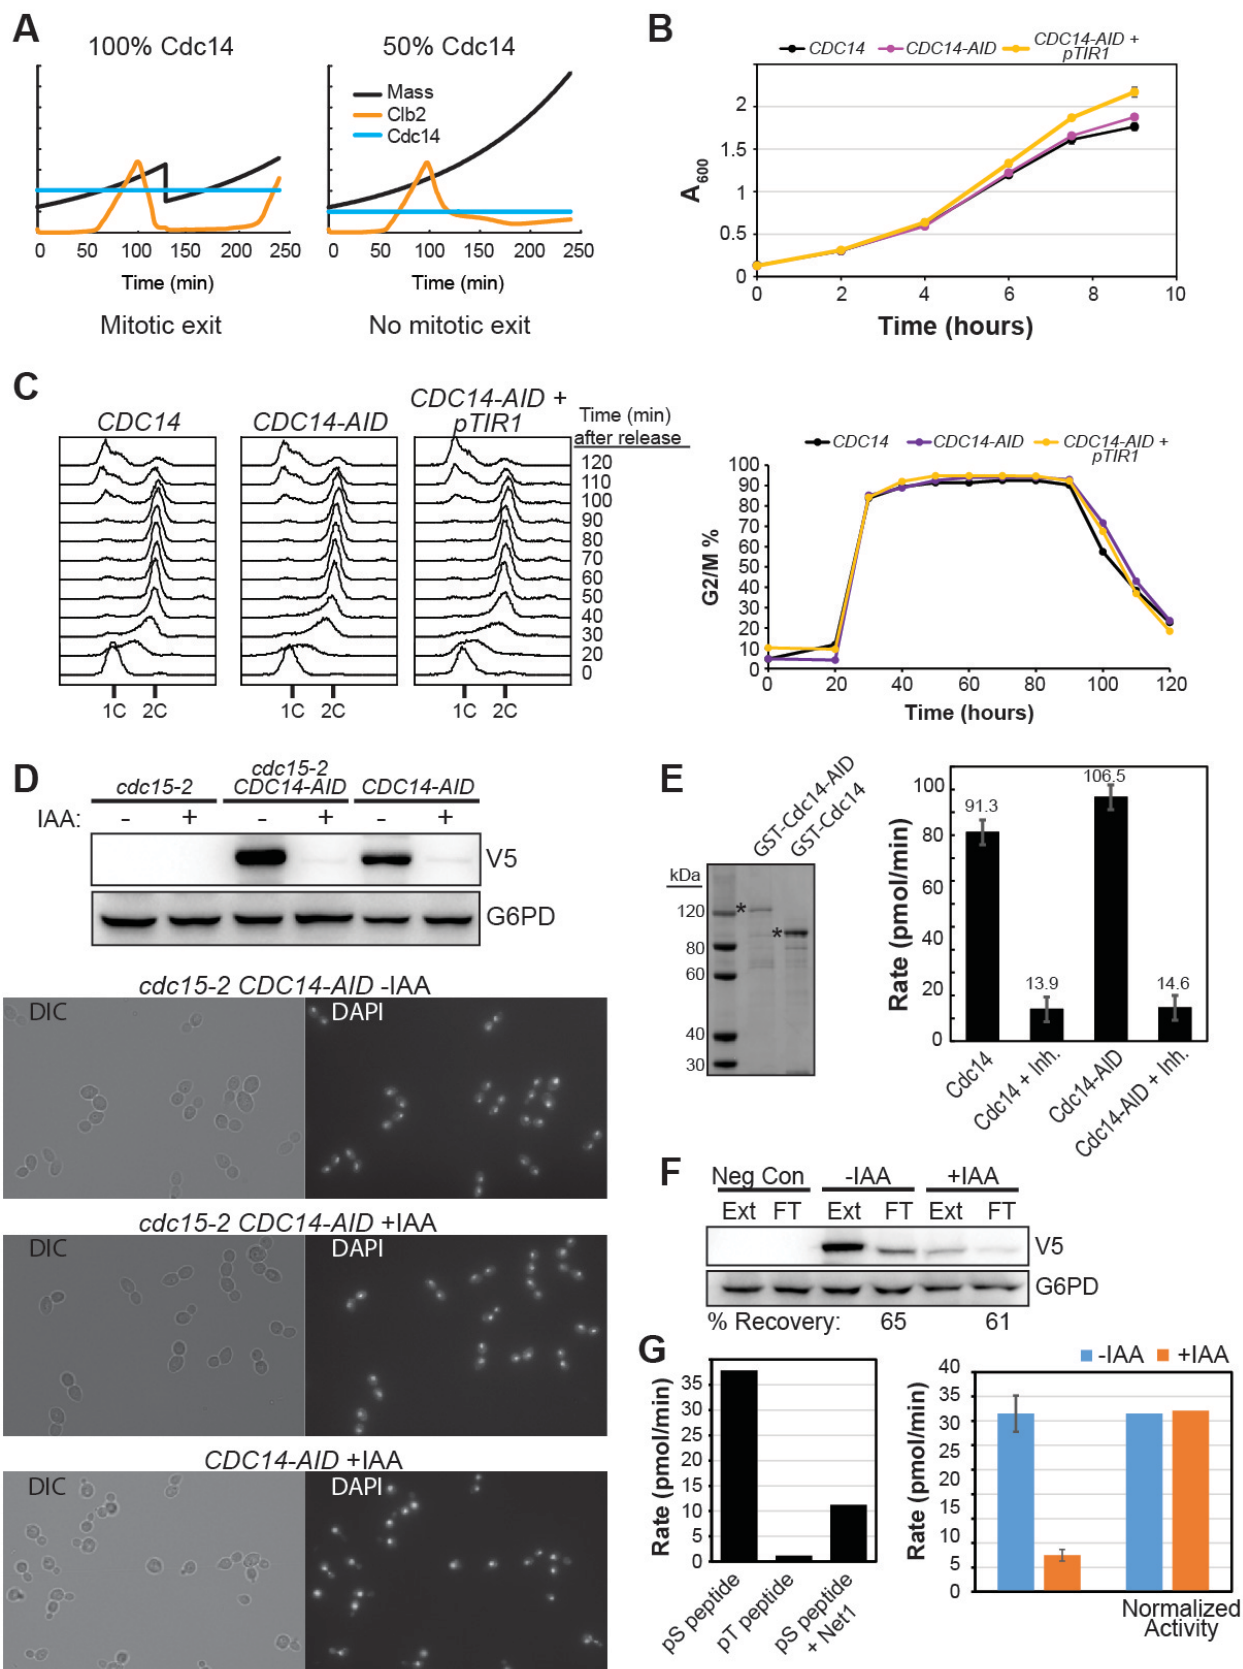 A
100% Cdc14
50% Cdc14
Mass
Clb2
Cdc14
0 50 100 150 200 250
0 50 100 150 200 250
Time (min)
Time (min)
Mitotic exit
No mitotic exit
B
CDC14 CDC14-AID CDC14-AID +
pTIR1
2
1.5
1
0.5
0
A600
0 2 4 6 8 10
Time (hours)
C
CDC14
CDC14-AID
CDC14-AID +
pTIR1
Time (min)
after release
120
110
100
90
80
70
60
50
40
30
20
0
1C 2C
1C 2C
1C 2C
CDC14 CDC14-AID CDC14-AID +
pTIR1
100
90
80
70
60
50
40
30
20
10
0
G2/M %
0 20 40 60 80 100 120
Time (hours)
D
cdc15-2
cdc15-2
CDC14-AID
CDC14-AID
IAA: - + - + - +
V5
G6PD
cdc15-2 CDC14-AID -IAA
DIC
DAPI
cdc15-2 CDC14-AID +IAA
DIC
DAPI
CDC14-AID +IAA
DIC
DAPI
E
GST-Cdc14-AID
GST-Cdc14
kDa
120
80
60
40
30
*
*
100
80
60
40
20
0
Rate (pmol/min)
91.3
13.9
106.5
14.6
Cdc14
Cdc14 + Inh.
Cdc14-AID
Cdc14-AID + Inh.
F
Neg Con -IAA +IAA
Ext FT Ext FT Ext FT
V5
G6PD
% Recovery: 65 61
G
35
30
25
20
15
10
5
0
Rate (pmol/min)
pS peptide
pT peptide
pS peptide
+ Net1
-IAA +IAA
40
35
30
25
20
15
10
5
0
Rate (pmol/min)
Normalized
Activity